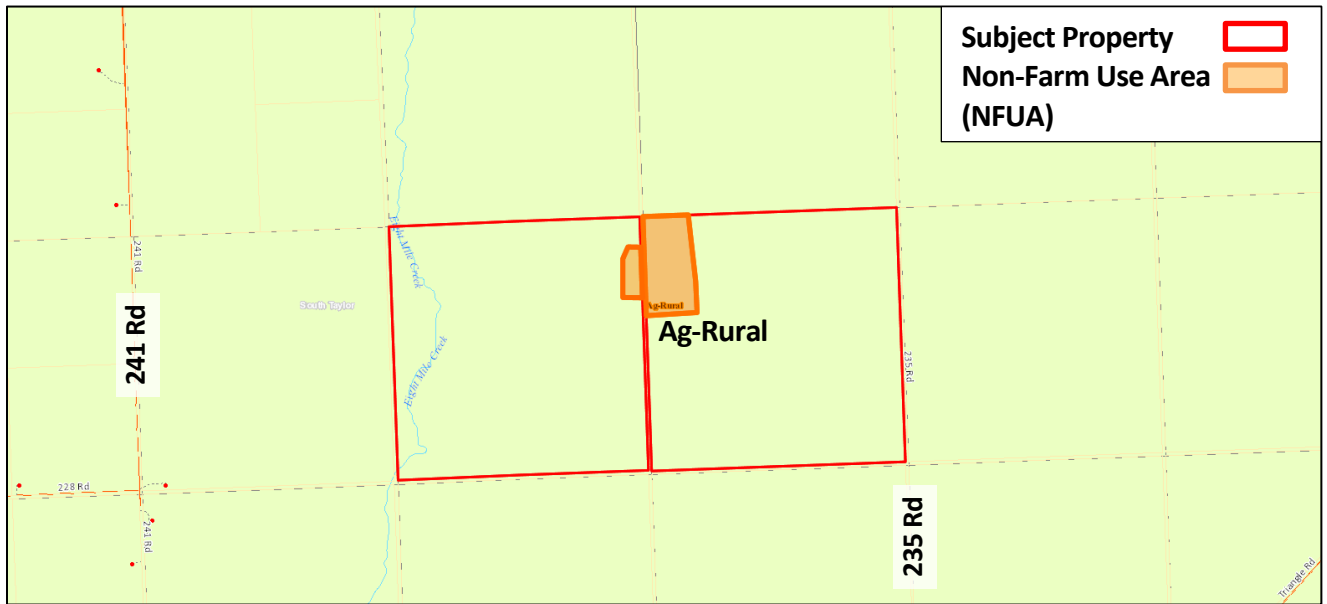 Subject Property
Non-Farm Use Area
(NFUA)
Eight Mile Creek
241 Rd
235 Rd
South Taylor
241 Rd
Ag-Rural
Ag-Rural
Eight Mile Creek
228 Rd
241 Rd
235 Rd
Triangle Rd